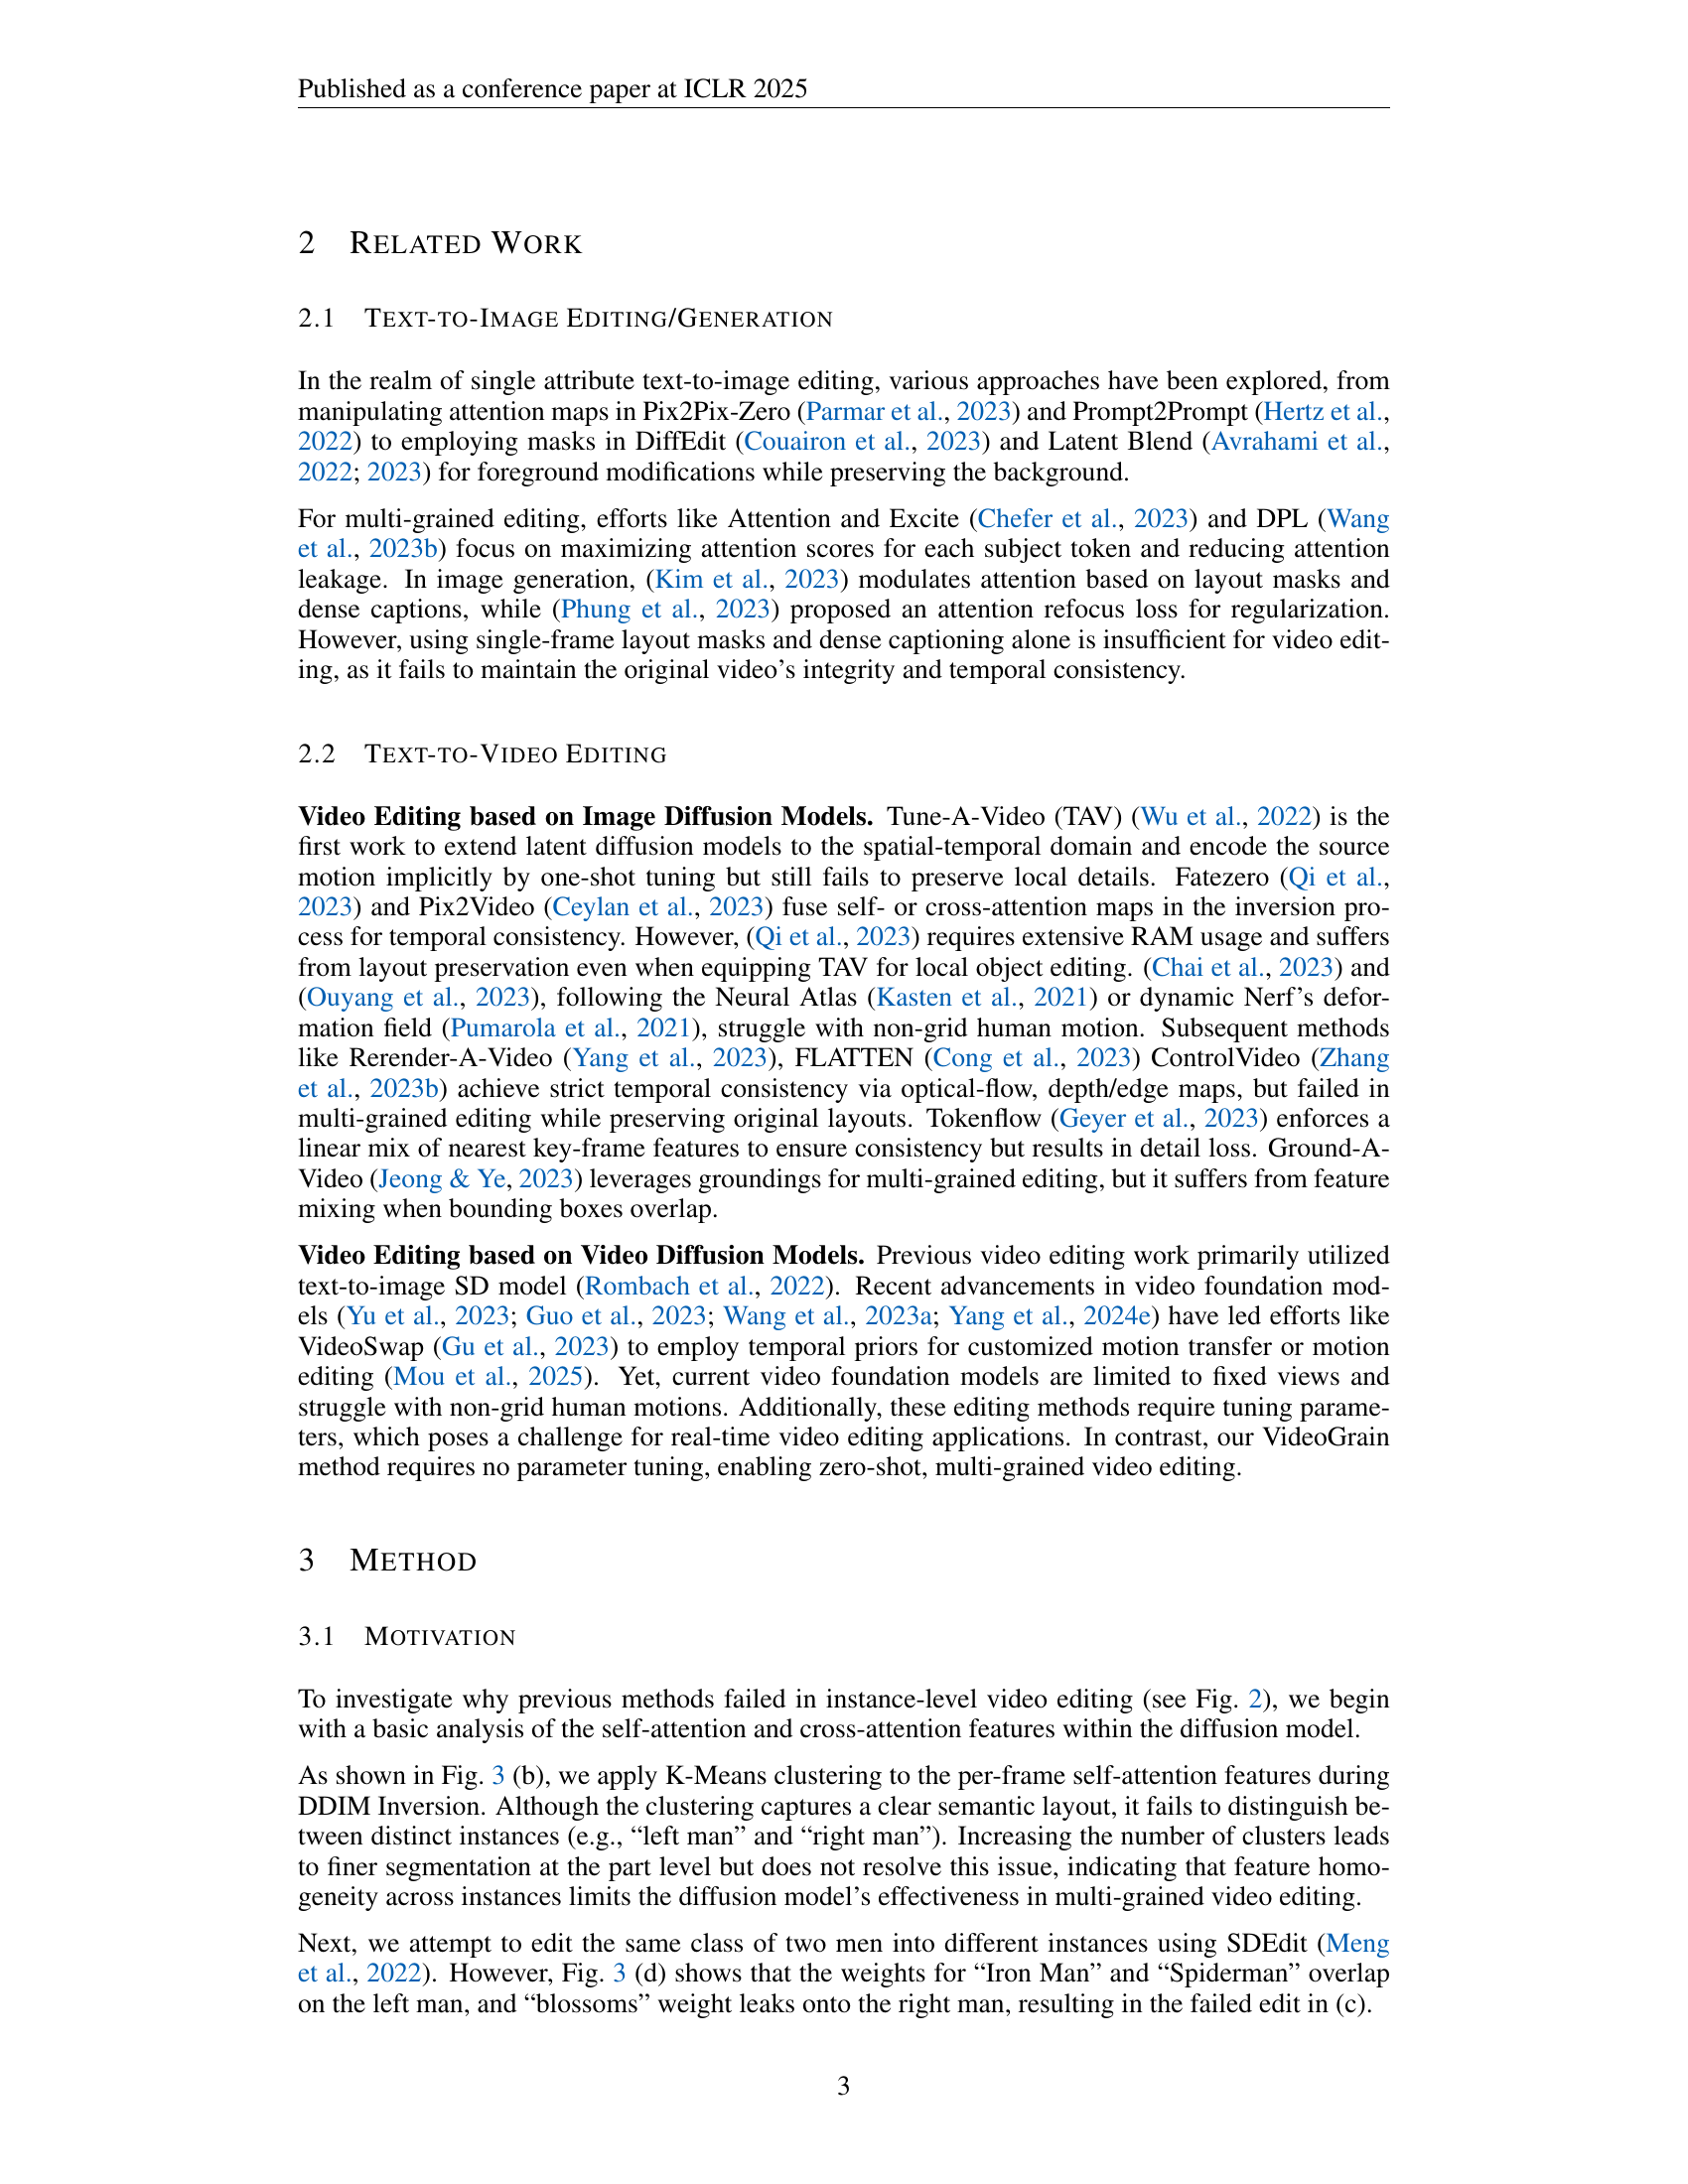 Published as a conference paper at ICLR 2025
2 RELATED WORK
2.1 TEXT-TO-IMAGE EDITING/GENERATION
In the realm of single attribute text-to-image editing, various approaches have been explored, from
manipulating attention maps in Pix2Pix-Zero (Parmar et al., 2023) and Prompt2Prompt (Hertz et al.,
2022) to employing masks in DiffEdit (Couairon et al., 2023) and Latent Blend (Avrahami et al.,
2022; 2023) for foreground modifications while preserving the background.
For multi-grained editing, efforts like Attention and Excite (Chefer et al., 2023) and DPL (Wang
et al., 2023b) focus on maximizing attention scores for each subject token and reducing attention
leakage. In image generation, (Kim et al., 2023) modulates attention based on layout masks and
dense captions, while (Phung et al., 2023) proposed an attention refocus loss for regularization.
However, using single-frame layout masks and dense captioning alone is insufficient for video edit-
ing, as it fails to maintain the original video's integrity and temporal consistency.
2.2 TEXT-TO-VIDEO EDITING
Video Editing based on Image Diffusion Models. Tune-A-Video (TAV) (Wu et al., 2022) is the
first work to extend latent diffusion models to the spatial-temporal domain and encode the source
motion implicitly by one-shot tuning but still fails to preserve local details. Fatezero (Qi et al.,
2023) and Pix2Video (Ceylan et al., 2023) fuse self- or cross-attention maps in the inversion pro-
cess for temporal consistency. However, (Qi et al., 2023) requires extensive RAM usage and suffers
from layout preservation even when equipping TAV for local object editing. (Chai et al., 2023) and
(Ouyang et al., 2023), following the Neural Atlas (Kasten et al., 2021) or dynamic Nerf's defor-
mation field (Pumarola et al., 2021), struggle with non-grid human motion. Subsequent methods
like Rerender-A-Video (Yang et al., 2023), FLATTEN (Cong et al., 2023) ControlVideo (Zhang
et al., 2023b) achieve strict temporal consistency via optical-flow, depth/edge maps, but failed in
multi-grained editing while preserving original layouts. Tokenflow (Geyer et al., 2023) enforces a
linear mix of nearest key-frame features to ensure consistency but results in detail loss. Ground-A-
Video (Jeong & Ye, 2023) leverages groundings for multi-grained editing, but it suffers from feature
mixing when bounding boxes overlap.
Video Editing based on Video Diffusion Models. Previous video editing work primarily utilized
text-to-image SD model (Rombach et al., 2022). Recent advancements in video foundation mod-
els (Yu et al., 2023; Guo et al., 2023; Wang et al., 2023a; Yang et al., 2024e) have led efforts like
VideoSwap (Gu et al., 2023) to employ temporal priors for customized motion transfer or motion
editing (Mou et al., 2025). Yet, current video foundation models are limited to fixed views and
struggle with non-grid human motions. Additionally, these editing methods require tuning parame-
ters, which poses a challenge for real-time video editing applications. In contrast, our VideoGrain
method requires no parameter tuning, enabling zero-shot, multi-grained video editing.
3 METHOD
3.1 MOTIVATION
To investigate why previous methods failed in instance-level video editing (see Fig. 2), we begin
with a basic analysis of the self-attention and cross-attention features within the diffusion model.
As shown in Fig. 3 (b), we apply K-Means clustering to the per-frame self-attention features during
DDIM Inversion. Although the clustering captures a clear semantic layout, it fails to distinguish be-
tween distinct instances (e.g., “left man” and “right man”). Increasing the number of clusters leads
to finer segmentation at the part level but does not resolve this issue, indicating that feature homo-
geneity across instances limits the diffusion model's effectiveness in multi-grained video editing.
Next, we attempt to edit the same class of two men into different instances using SDEdit (Meng
et al., 2022). However, Fig. 3 (d) shows that the weights for “Iron Man” and “Spiderman” overlap
on the left man, and “blossoms” weight leaks onto the right man, resulting in the failed edit in (c).
3